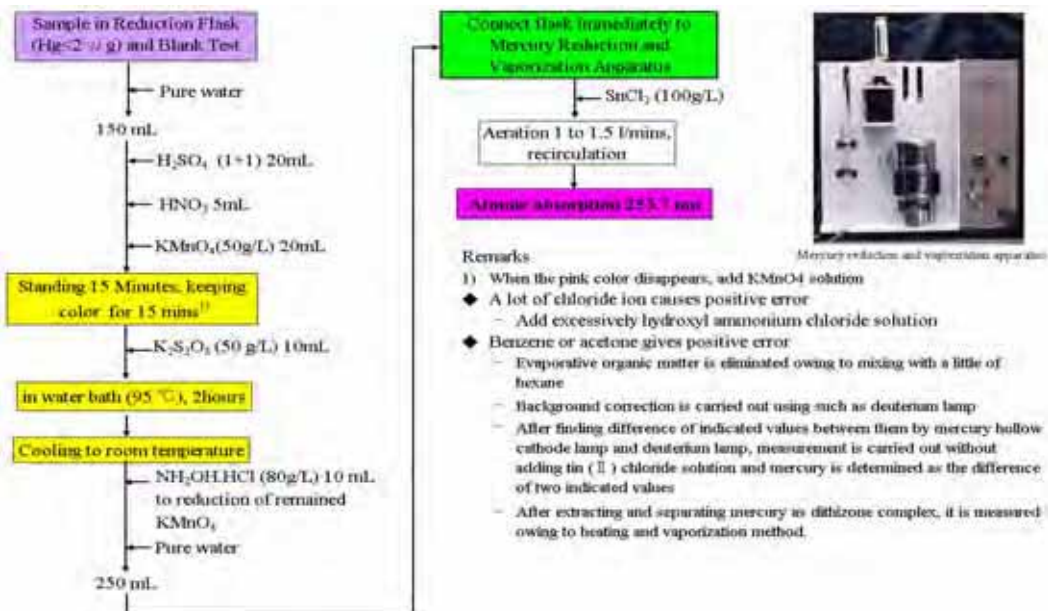 Sample in Reduction Flask
(Hg<2 μ g) and Blank Test
Pure water
150 mL
H2SO4 (1+1) 20mL
HNO3 5mL
KMnO4(50g/L) 20mL
Standing 15 Minutes, keeping
color for 15 mins1)
K2S2O8 (50 g/L) 10mL
in water bath (95 ℃), 2hours
Cooling to room temperature
NH2OH.HCl (80g/L) 10 mL
to reduction of remained
KMnO4
Pure water
250 mL
Connect flask immediately to
Mercury Reduction and
Vaporization Apparatus
SnCl2 (100g/L)
Aeration 1 to 1.5 l/mins,
recirculation
Atomic absorption 253.7 nm
Mercury reduction and vaporization apparatus
Remarks
1) When the pink color disappears, add KMnO4 solution
◆ A lot of chloride ion causes positive error
– Add excessively hydroxyl ammonium chloride solution
◆ Benzene or acetone gives positive error
– Evaporative organic matter is eliminated owing to mixing with a little of
hexane
– Background correction is carried out using such as deuterium lamp
– After finding difference of indicated values between them by mercury hollow
cathode lamp and deuterium lamp, measurement is carried out without
adding tin (Ⅱ) chloride solution and mercury is determined as the difference
of two indicated values
– After extracting and separating mercury as dithizone complex, it is measured
owing to heating and vaporization method.